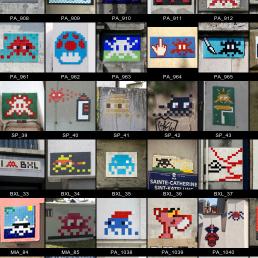 PA_908 PA_909 PA_910 PA_911 PA_912
PA_961 PA_962 PA_963 PA_964 PA_965
SP_39 SP_40 SP_41 SP_42 SP_43
BXL
SAINTE-CATHERINE
BXL_33 BXL_34 BXL_35 BXL_36 BXL_37
MIA_84 MIA_85 PA_1038 PA_1039 PA_1040